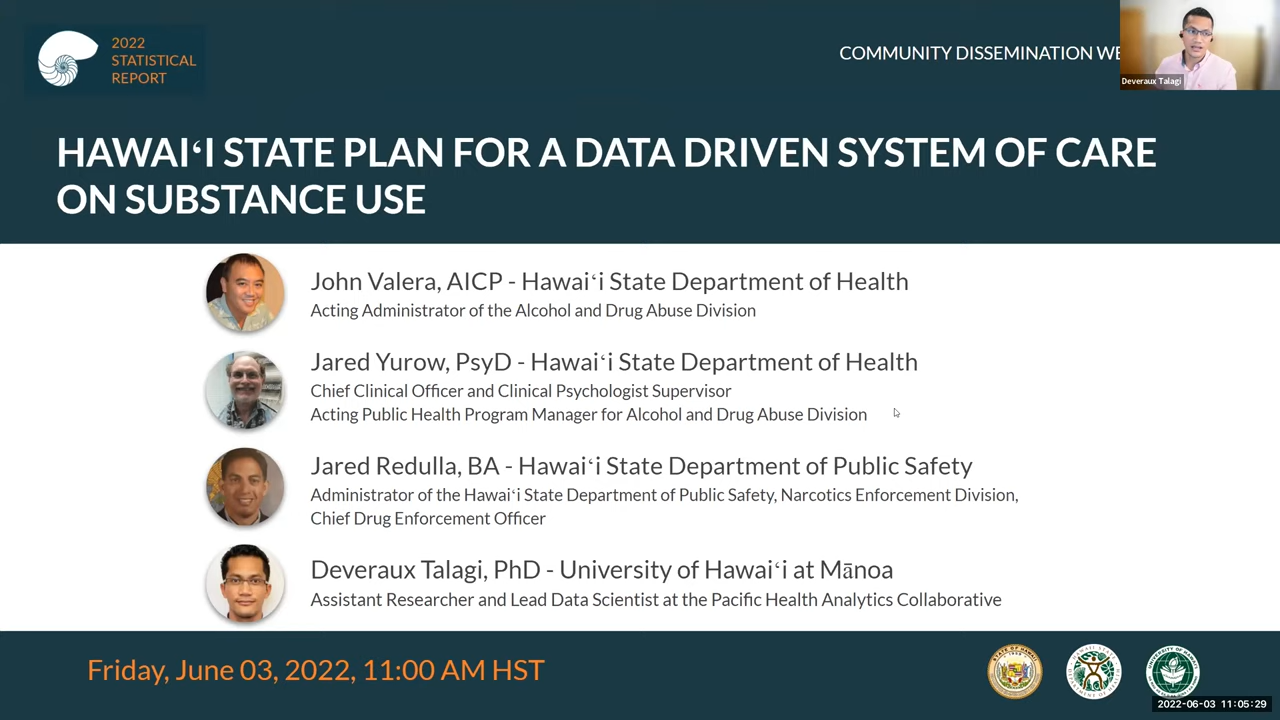 2022
STATISTICAL
REPORT
COMMUNITY DISSEMINATION WE
Deveraux Talagi
HAWAIʻI STATE PLAN FOR A DATA DRIVEN SYSTEM OF CARE
ON SUBSTANCE USE
John Valera, AICP - Hawaiʻi State Department of Health
Acting Administrator of the Alcohol and Drug Abuse Division
Jared Yurow, PsyD - Hawaiʻi State Department of Health
Chief Clinical Officer and Clinical Psychologist Supervisor
Acting Public Health Program Manager for Alcohol and Drug Abuse Division
Jared Redulla, BA - Hawaiʻi State Department of Public Safety
Administrator of the Hawaiʻi State Department of Public Safety, Narcotics Enforcement Division,
Chief Drug Enforcement Officer
Deveraux Talagi, PhD - University of Hawaiʻi at Mānoa
Assistant Researcher and Lead Data Scientist at the Pacific Health Analytics Collaborative
Friday, June 03, 2022, 11:00 AM HST
2022-06-03 11:05:29